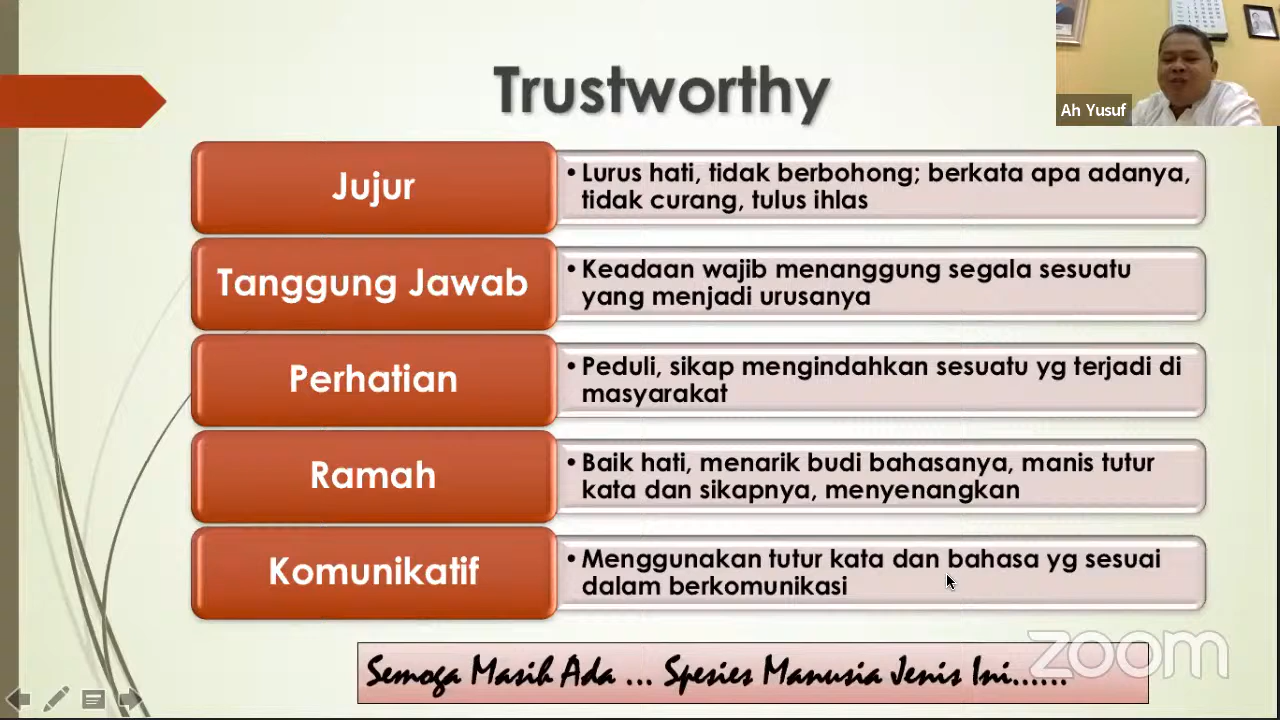 Trustworthy
Ah Yusuf
Jujur
• Lurus hati, tidak berbohong; berkata apa adanya,
tidak curang, tulus ihlas
Tanggung Jawab
• Keadaan wajib menanggung segala sesuatu
yang menjadi urusanya
Perhatian
• Peduli, sikap mengindahkan sesuatu yg terjadi di
masyarakat
Ramah
• Baik hati, menarik budi bahasanya, manis tutur
kata dan sikapnya, menyenangkan
Komunikatif
• Menggunakan tutur kata dan bahasa yg sesuai
dalam berkomunikasi
Semoga Masih Ada ... Spesies Manusia Jenis Ini......
zoom